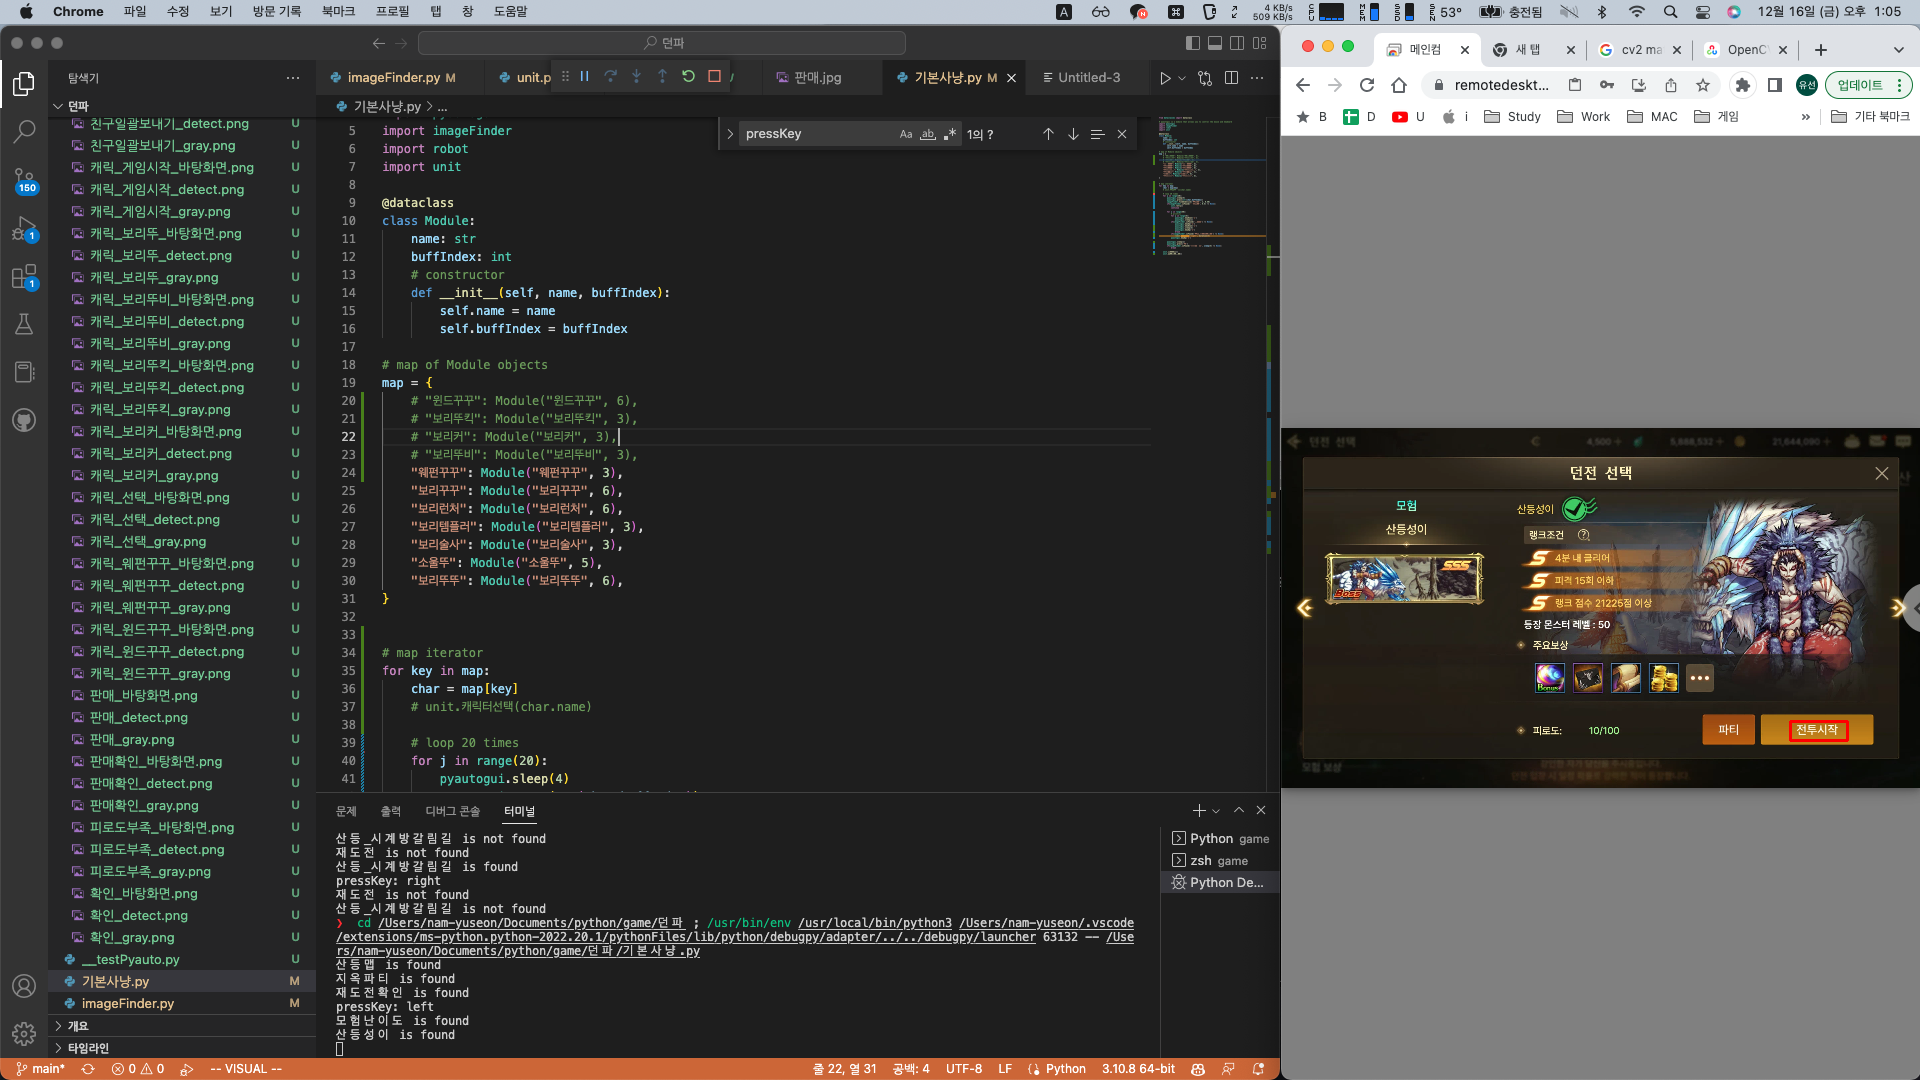 Chrome 파일 수정 보기 방문 기록 북마크 프로필 탭 창 도움말
4 KB/s
509 KB/s
53° 충전됨
12월 16일 (금) 오후 1:05
던파
탐색기
던파
친구일괄보내기_detect.png U
친구일괄보내기_gray.png U
캐릭_게임시작_바탕화면.png U
캐릭_게임시작_detect.png U
캐릭_게임시작_gray.png U
캐릭_보리뚜_바탕화면.png U
캐릭_보리뚜_detect.png U
캐릭_보리뚜_gray.png U
캐릭_보리뚜비_바탕화면.png U
캐릭_보리뚜비_detect.png U
캐릭_보리뚜비_gray.png U
캐릭_보리뚜킥_바탕화면.png U
캐릭_보리뚜킥_detect.png U
캐릭_보리뚜킥_gray.png U
캐릭_보리커_바탕화면.png U
캐릭_보리커_detect.png U
캐릭_보리커_gray.png U
캐릭_선택_바탕화면.png U
캐릭_선택_detect.png U
캐릭_선택_gray.png U
캐릭_웨펀꾸꾸_바탕화면.png U
캐릭_웨펀꾸꾸_detect.png U
캐릭_웨펀꾸꾸_gray.png U
캐릭_윈드꾸꾸_바탕화면.png U
캐릭_윈드꾸꾸_detect.png U
캐릭_윈드꾸꾸_gray.png U
판매_바탕화면.png U
판매_detect.png U
판매_gray.png U
판매확인_바탕화면.png U
판매확인_detect.png U
판매확인_gray.png U
피로도부족_바탕화면.png U
피로도부족_detect.png U
피로도부족_gray.png U
확인_바탕화면.png U
확인_detect.png U
확인_gray.png U
__testPyauto.py U
기본사냥.py M
imageFinder.py M
개요
타임라인
150
1
1
imageFinder.py M unit.p 판매.jpg 기본사냥.py M Untitled-3
기본사냥.py > ...
pressKey Aa ab 1의 ?
5 import imageFinder
6 import robot
7 import unit
8
9 @dataclass
10 class Module:
11 name: str
12 buffIndex: int
13 # constructor
14 def __init__(self, name, buffIndex):
15 self.name = name
16 self.buffIndex = buffIndex
17
18 # map of Module objects
19 map = {
20 # "윈드꾸꾸": Module("윈드꾸꾸", 6),
21 # "보리뚜킥": Module("보리뚜킥", 3),
22 # "보리커": Module("보리커", 3),
23 # "보리뚜비": Module("보리뚜비", 3),
24 "웨펀꾸꾸": Module("웨펀꾸꾸", 3),
25 "보리꾸꾸": Module("보리꾸꾸", 6),
26 "보리런처": Module("보리런처", 6),
27 "보리템플러": Module("보리템플러", 3),
28 "보리술사": Module("보리술사", 3),
29 "소울뚜": Module("소울뚜", 5),
30 "보리뚜뚜": Module("보리뚜뚜", 6),
31 }
32
33
34 # map iterator
35 for key in map:
36 char = map[key]
37 # unit.캐릭터선택(char.name)
38
39 # loop 20 times
40 for j in range(20):
41 pyautogui.sleep(4)
문제 출력 디버그 콘솔 터미널
산등_시계방갈림길 is not found
재도전 is not found
산등_시계방갈림길 is found
pressKey: right
재도전 is not found
산등_시계방갈림길 is not found
❯ cd /Users/nam-yuseon/Documents/python/game/던파 ; /usr/bin/env /usr/local/bin/python3 /Users/nam-yuseon/.vscode
/extensions/ms-python.python-2022.20.1/pythonFiles/lib/python/debugpy/adapter/../../debugpy/launcher 63132 -- /Use
rs/nam-yuseon/Documents/python/game/던파/기본사냥.py
산등맵 is found
지옥파티 is found
재도전확인 is found
pressKey: left
모험난이도 is found
산등성이 is found
Python game
zsh game
Python De...
main* 0 0 -- VISUAL -- 줄 22, 열 31 공백: 4 UTF-8 LF Python 3.10.8 64-bit
메인컴 새 탭 cv2 ma OpenC
remotedeskt... 유선 업데이트
B D U i Study Work MAC 게임 » 기타 북마크
던전 선택 4,500 5,888,532 21,644,090
던전 선택
모험
산등성이
SSS
BOSS
산등성이
랭크조건
S 4분 내 클리어
S 피격 15회 이하
S 랭크 점수 21225점 이상
등장 몬스터 레벨 : 50
주요보상
Bonus
피로도: 10/100
파티 전투시작
모험 보상